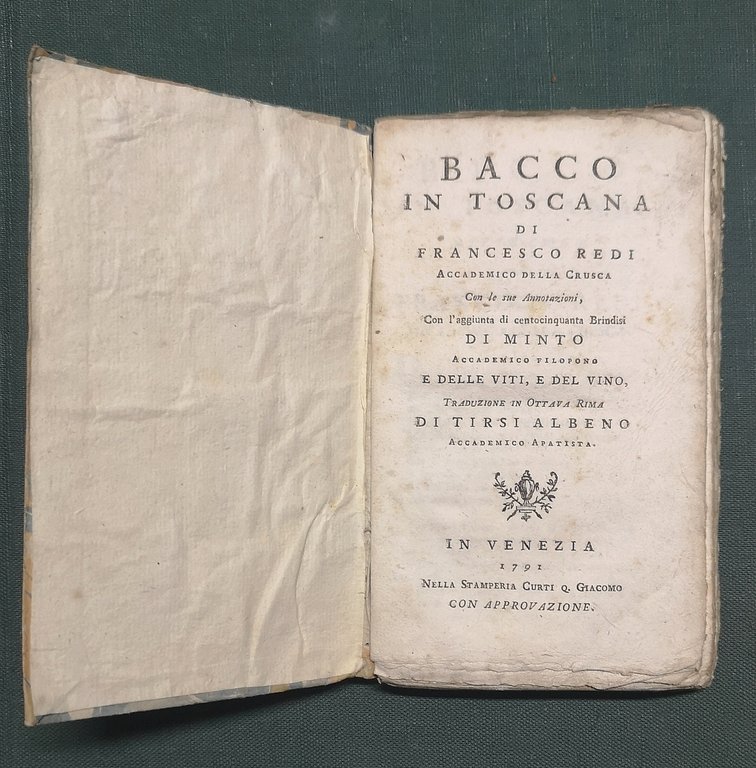 BACCO
IN TOSCANA
DI
FRANCESCO REDI
ACCADEMICO DELLA CRUSCA
Con le sue Annotazioni,
Con l'aggiunta di centocinquanta Brindisi
DI MINTO
ACCADEMICO FILOPONO
E DELLE VITI, E DEL VINO,
TRADUZIONE IN OTTAVA RIMA
DI TIRSI ALBENO
ACCADEMICO APATISTA.
IN VENEZIA
1791
NELLA STAMPERIA CURTI Q. GIACOMO
CON APPROVAZIONE.